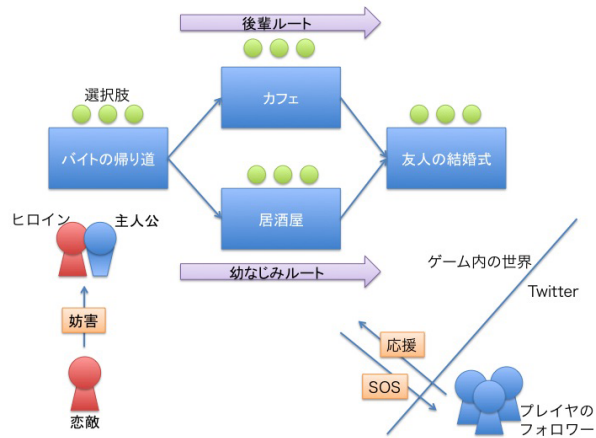 後輩ルート
選択肢
カフェ
バイトの帰り道
友人の結婚式
居酒屋
ヒロイン
主人公
幼なじみルート
ゲーム内の世界
Twitter
妨害
応援
SOS
恋敵
プレイヤの
フォロワー